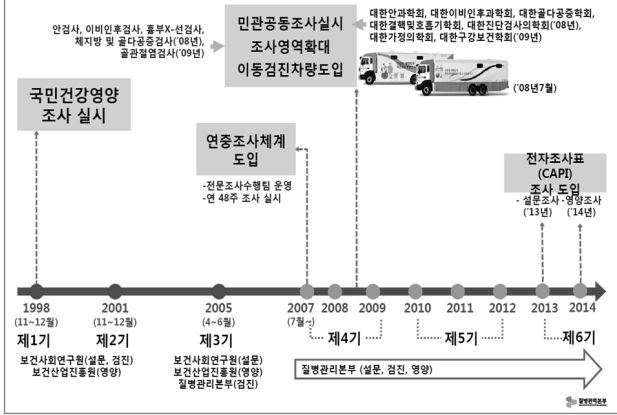 안검사, 이비인후검사, 흉부X-선검사,
체지방 및 골다공증검사('08년),
골관절염검사('09년)
민관공동조사실시
조사영역확대
이동검진차량도입
대한안과학회, 대한이비인후과학회, 대한골다공증학회,
대한결핵및호흡기학회, 대한진단검사의학회('08년),
대한가정의학회, 대한구강보건학회('09년)
('08년7월)
국민건강영양
조사 실시
연중조사체계
도입
-전문조사수행팀 운영
-연 48주 조사 실시
전자조사표
(CAPI)
조사 도입
- 설문조사
('13년)
-영양조사
('14년)
1998
(11~12월)
2001
(11~12월)
2005
(4~6월)
2007
(7월~)
2008
2009
2010
2011
2012
2013
2014
제1기
제2기
제3기
제4기
제5기
제6기
보건사회연구원(설문, 검진)
보건산업진흥원(영양)
보건사회연구원(설문)
보건산업진흥원(영양)
질병관리본부(검진)
질병관리본부 (설문, 검진, 영양)
질병관리본부